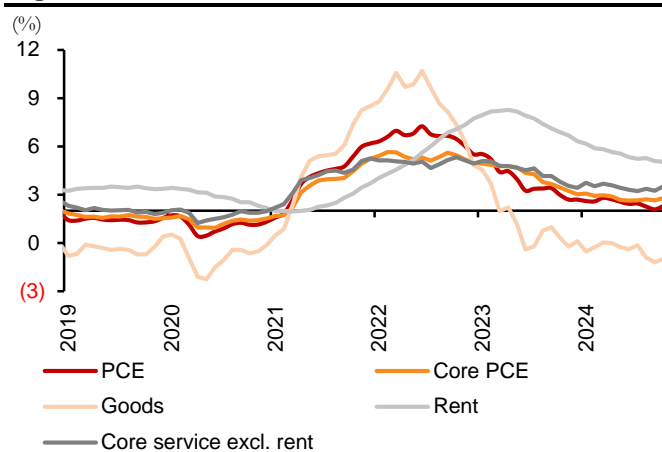 (%)
12
9
6
3
0
(3)
2019
2020
2021
2022
2023
2024
PCE
Core PCE
Goods
Rent
Core service excl. rent